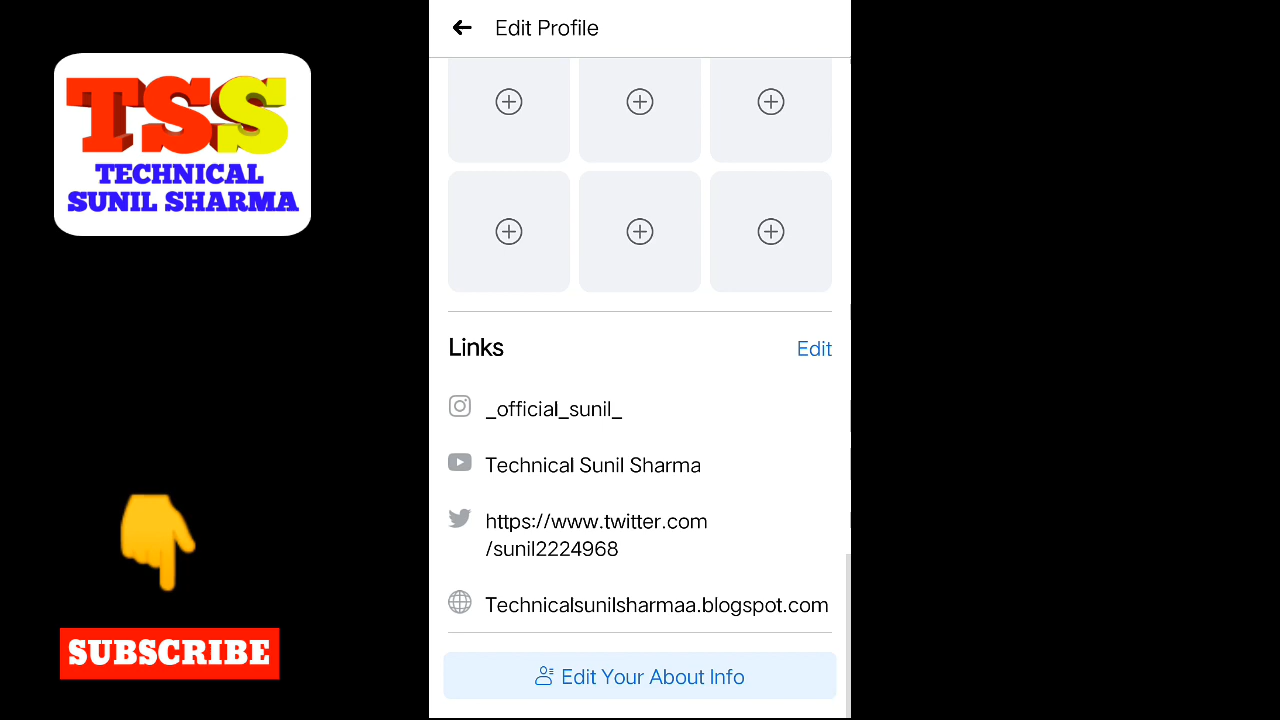 TSS
TECHNICAL
SUNIL SHARMA
SUBSCRIBE
Edit Profile
Links
Edit
_official_sunil_
Technical Sunil Sharma
https://www.twitter.com
/sunil2224968
Technicalsunilsharmaa.blogspot.com
Edit Your About Info